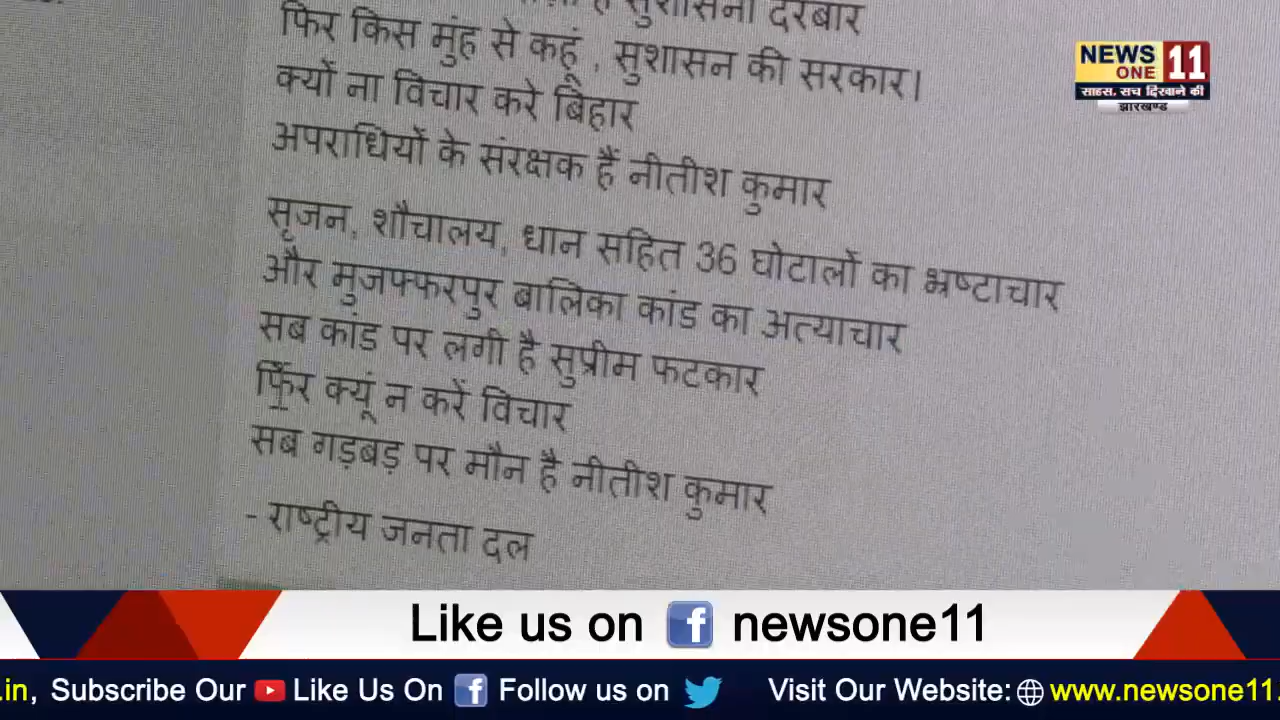 सुशासनी दरबार
फिर किस मुंह से कहूं , सुशासन की सरकार।
क्यों ना विचार करे बिहार
अपराधियों के संरक्षक हैं नीतीश कुमार
सृजन, शौचालय, धान सहित 36 घोटालों का भ्रष्टाचार
और मुजफ्फरपुर बालिका कांड का अत्याचार
सब कांड पर लगी है सुप्रीम फटकार
फिर क्यूं न करें विचार
सब गड़बड़ पर मौन है नीतीश कुमार
- राष्ट्रीय जनता दल
NEWS
ONE 11
साहस, सच दिखाने की
झारखण्ड
Like us on newsone11
.in, Subscribe Our Like Us On Follow us on Visit Our Website: www.newsone11.